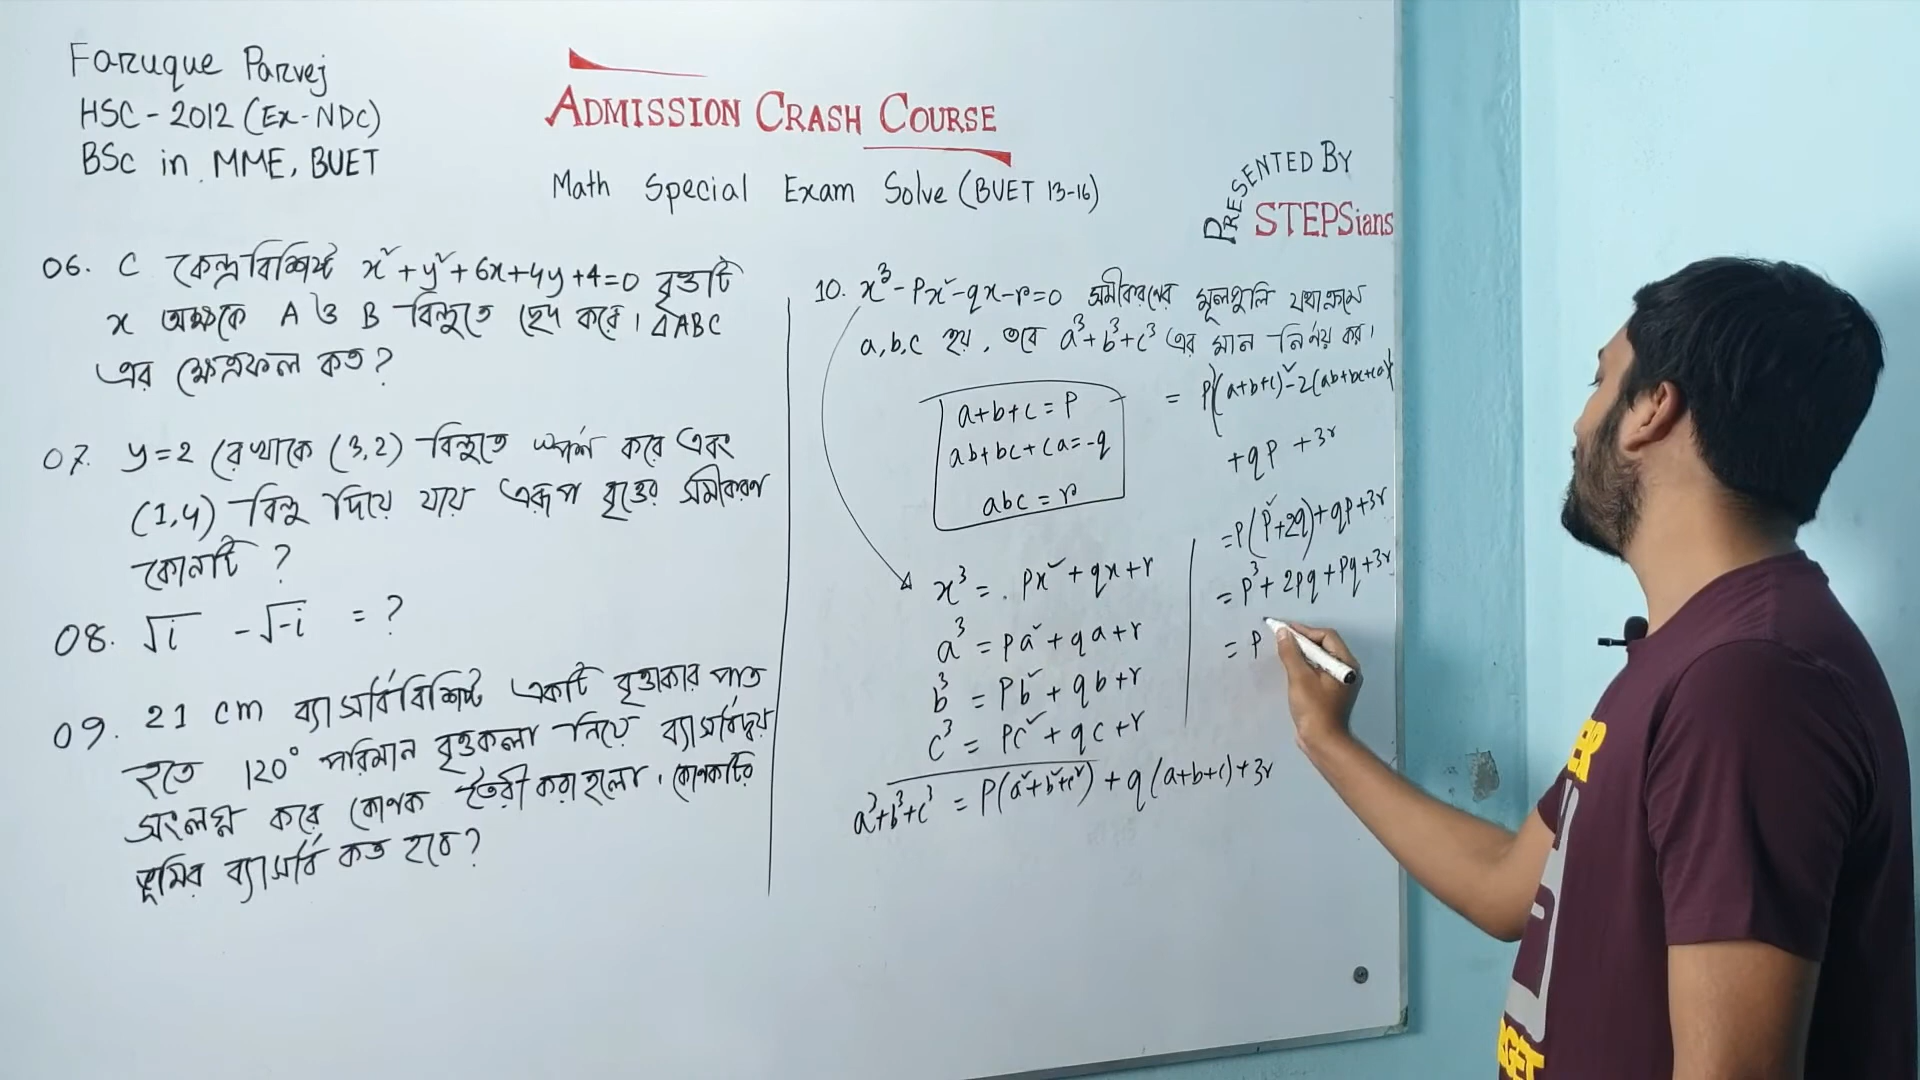 Faruque Parvej
HSC - 2012 (Ex-NDC)
BSc in MME, BUET
ADMISSION CRASH COURSE
Math Special Exam Solve (BUET 13-16)
PRESENTED BY
STEPSians
06. C কেন্দ্রবিশিষ্ট x²+y²+6x+4y+4=0 বৃত্তটি
x অক্ষকে A ও B বিন্দুতে ছেদ করে। ΔABC
এর ক্ষেত্রফল কত?
07. y=2 রেখাকে (3,2) বিন্দুতে স্পর্শ করে এবং
(1,4) বিন্দু দিয়ে যায় এরূপ বৃত্তের সমীকরণ
কোনটি ?
08. √i - √-i = ?
09. 21 cm ব্যাসার্ধবিশিষ্ট একটি বৃত্তাকার পাত
হতে 120° পরিমান বৃত্তকলা নিয়ে ব্যাসার্ধদ্বয়
সংলগ্ন করে কোণক তৈরী করা হলো। কোণকটির
ভূমির ব্যাসার্ধ কত হবে?
10. x³-px²-qx-r=0 সমীকরণের মূলগুলি যথাক্রমে
a,b,c হয়, তবে a³+b³+c³ এর মান নির্ণয় কর।
a+b+c = P
ab+bc+ca = -q
abc = r
x³ = . Px²+qx+r
a³ = Pa²+qa+r
b³ = Pb²+qb+r
c³ = Pc²+qc+r
a³+b³+c³ = P(a²+b²+c²)+q(a+b+c)+3r
= P{(a+b+c)²-2(ab+bc+ca)}
+qp +3r
=P(P²+2q)+qp+3r
= P³+2pq+Pq+3r
= P